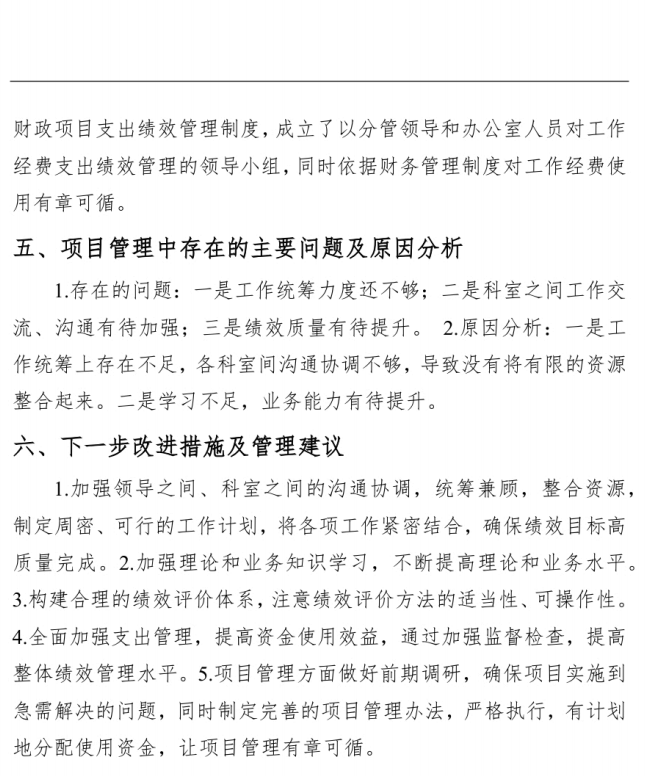 财政项目支出绩效管理制度，成立了以分管领导和办公室人员对工作
经费支出绩效管理的领导小组，同时依据财务管理制度对工作经费使
用有章可循。
五、项目管理中存在的主要问题及原因分析
1.存在的问题：一是工作统筹力度还不够；二是科室之间工作交
流、沟通有待加强；三是绩效质量有待提升。 2.原因分析：一是工
作统筹上存在不足，各科室间沟通协调不够，导致没有将有限的资源
整合起来。二是学习不足，业务能力有待提升。
六、下一步改进措施及管理建议
1.加强领导之间、科室之间的沟通协调，统筹兼顾，整合资源，
制定周密、可行的工作计划，将各项工作紧密结合，确保绩效目标高
质量完成。2.加强理论和业务知识学习，不断提高理论和业务水平。
3.构建合理的绩效评价体系，注意绩效评价方法的适当性、可操作性。
4.全面加强支出管理，提高资金使用效益，通过加强监督检查，提高
整体绩效管理水平。5.项目管理方面做好前期调研，确保项目实施到
急需解决的问题，同时制定完善的项目管理办法，严格执行，有计划
地分配使用资金，让项目管理有章可循。